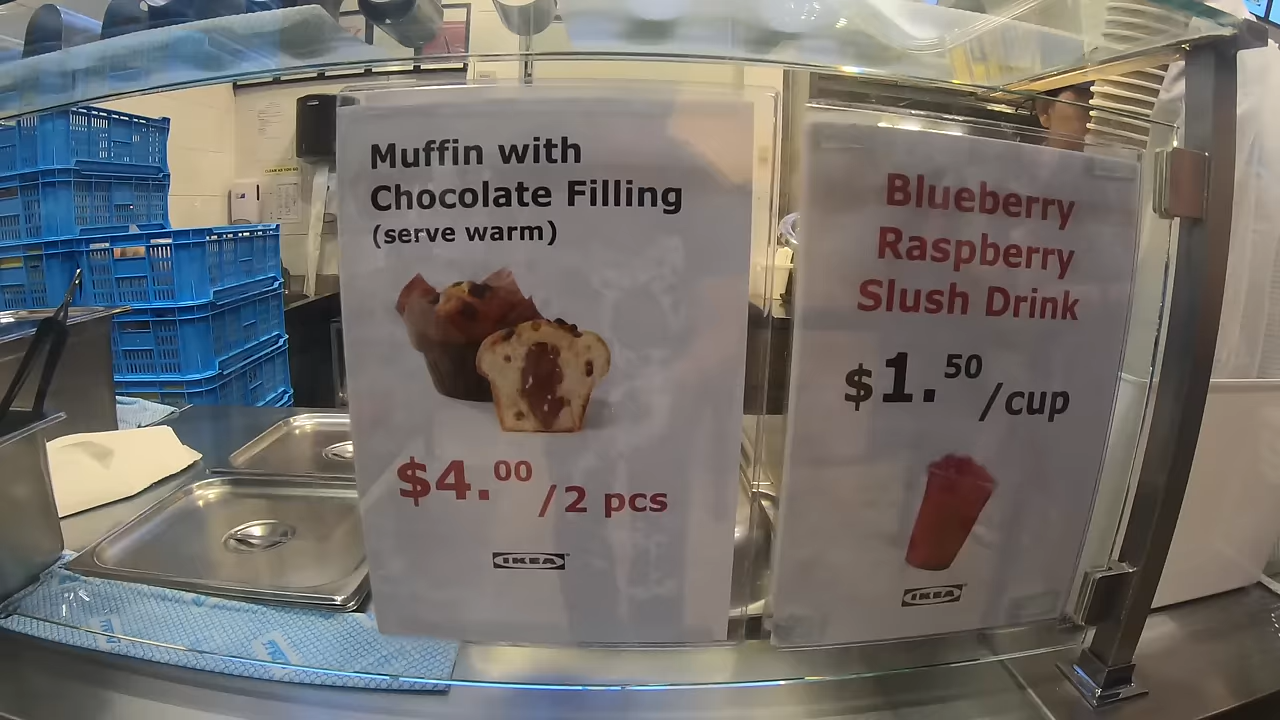 Muffin with
Chocolate Filling
(serve warm)
$4.00/2 pcs
IKEA
Blueberry
Raspberry
Slush Drink
$1.50/cup
IKEA